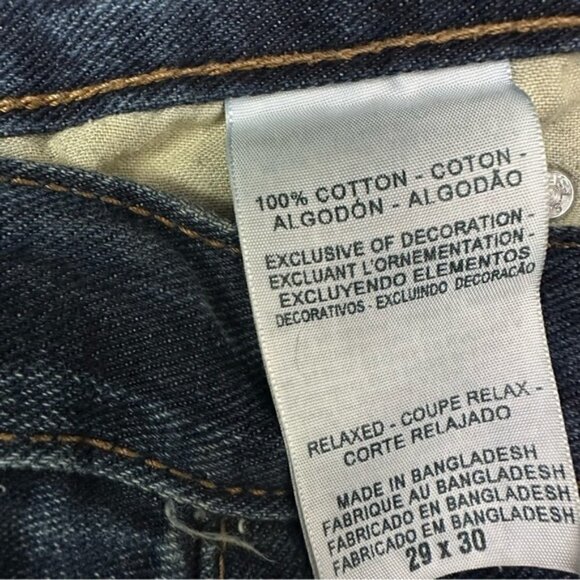 100% COTTON - COTON -
ALGODÓN - ALGODÃO
EXCLUSIVE OF DECORATION -
EXCLUANT L'ORNEMENTATION -
EXCLUYENDO ELEMENTOS
DECORATIVOS - EXCLUINDO DECORAÇÃO
RELAXED - COUPE RELAX -
CORTE RELAJADO
MADE IN BANGLADESH
FABRIQUE AU BANGLADESH
FABRICADO EN BANGLADESH
FABRICADO EM BANGLADESH
29 X 30